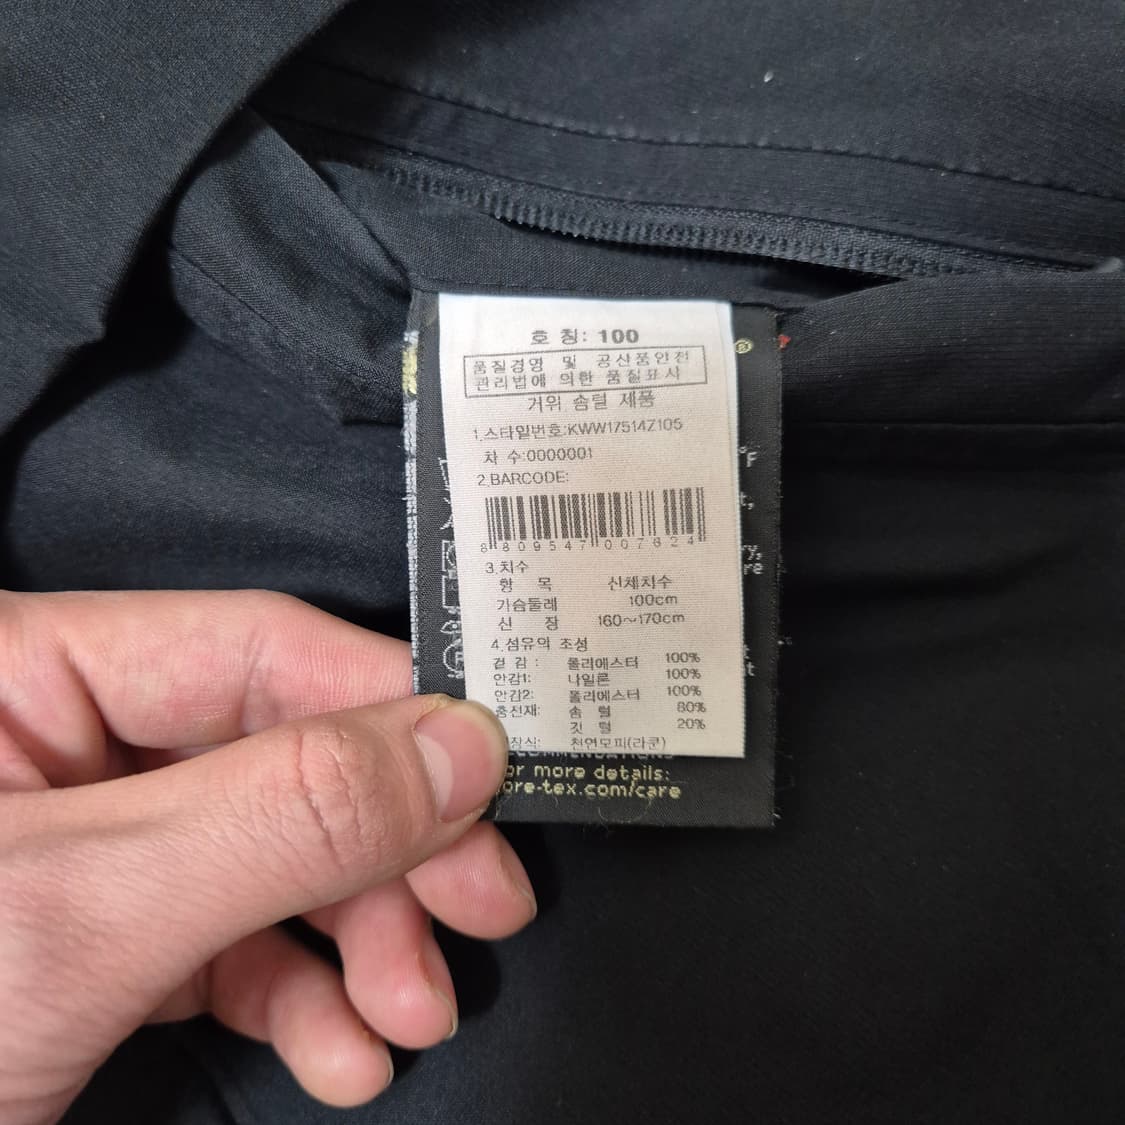 호 칭: 100
품질경영 및 공산품안전
관리법에 의한 품질표시
거위 솜털 제품
1.스타일번호:KWW17514Z105
차 수:0000001
2.BARCODE:
8809547007624
3.치수
항 목 신체치수
가슴둘레 100cm
신 장 160~170cm
4.섬유의 조성
겉 감 : 폴리에스터 100%
안감1: 나일론 100%
안감2: 폴리에스터 100%
충전재: 솜 털 80%
깃 털 20%
장식: 천연모피(라쿤)
or more details:
ore-tex.com/care